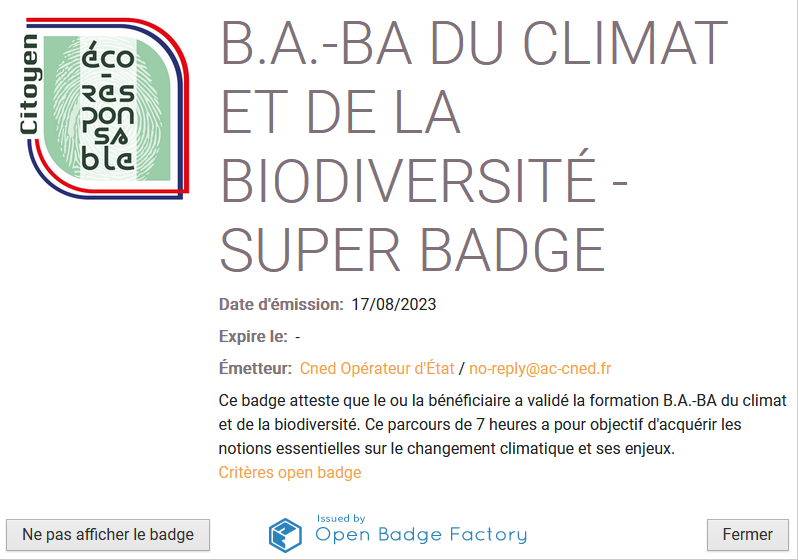 Citoyen
éco
-
res
pon
sa
ble
B.A.-BA DU CLIMAT
ET DE LA
BIODIVERSITÉ -
SUPER BADGE
Date d'émission: 17/08/2023
Expire le: -
Émetteur: Cned Opérateur d'État / no-reply@ac-cned.fr
Ce badge atteste que le ou la bénéficiaire a validé la formation B.A.-BA du climat
et de la biodiversité. Ce parcours de 7 heures a pour objectif d'acquérir les
notions essentielles sur le changement climatique et ses enjeux.
Critères open badge
Ne pas afficher le badge
Issued by
Open Badge Factory
Fermer